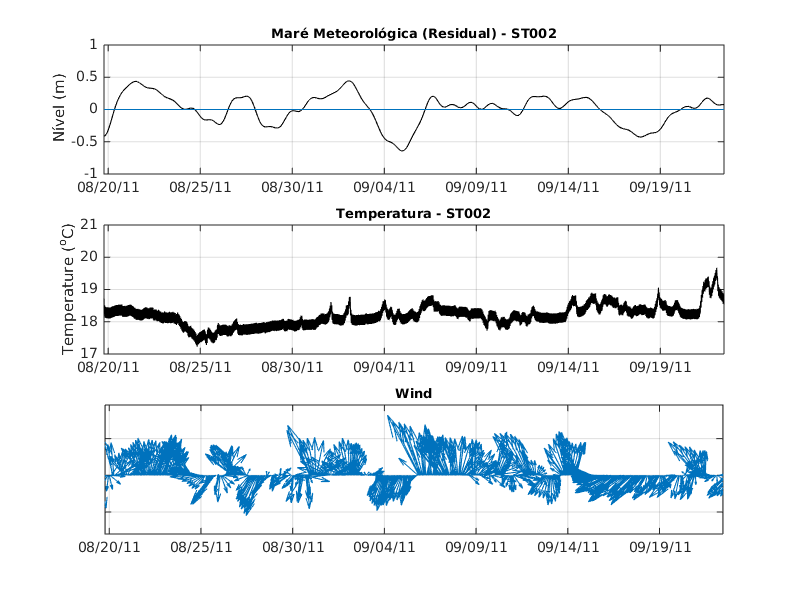 Maré Meteorológica (Residual) - ST002
Nível (m)
1
0.5
0
-0.5
-1
08/20/11 08/25/11 08/30/11 09/04/11 09/09/11 09/14/11 09/19/11
Temperatura - ST002
Temperature (°C)
21
20
19
18
17
08/20/11 08/25/11 08/30/11 09/04/11 09/09/11 09/14/11 09/19/11
Wind
08/20/11 08/25/11 08/30/11 09/04/11 09/09/11 09/14/11 09/19/11